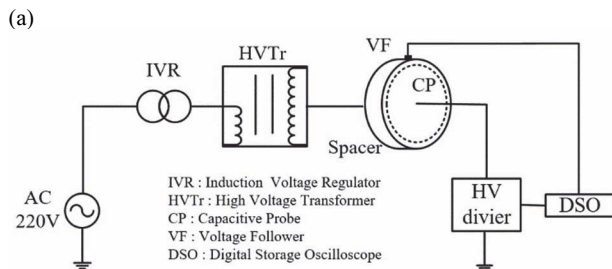 (a)
HVTr
VF
IVR
CP
Spacer
AC
220V
IVR : Induction Voltage Regulator
HVTr : High Voltage Transformer
CP : Capacitive Probe
VF : Voltage Follower
DSO : Digital Storage Oscilloscope
HV
divier
DSO